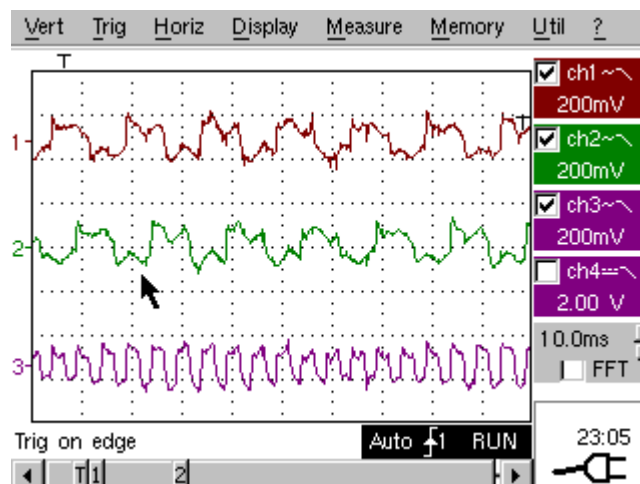 Vert Trig Horiz Display Measure Memory Util ?
T
ch1~
200mV
T
1
ch2~
200mV
2
ch3~
200mV
ch4
2.00 V
10.0ms
3
FFT
Trig on edge
Auto 1 RUN
23:05
T 1 2